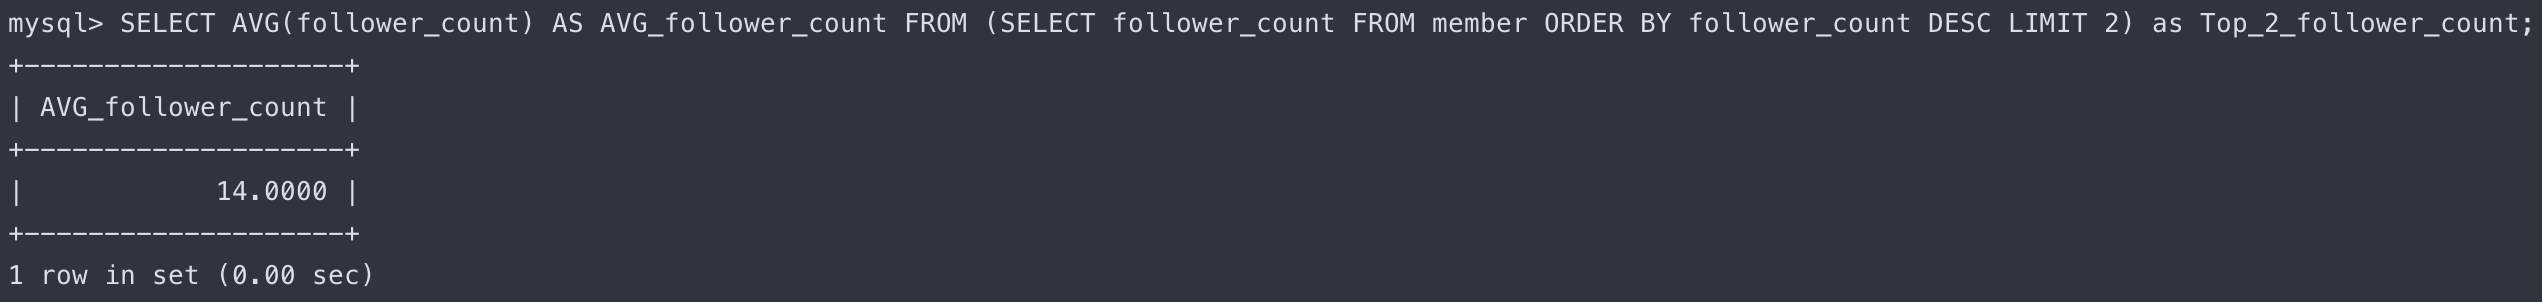 mysql> SELECT AVG(follower_count) AS AVG_follower_count FROM (SELECT follower_count FROM member ORDER BY follower_count DESC LIMIT 2) as Top_2_follower_count;
+--------------------+
| AVG_follower_count |
+--------------------+
|            14.0000 |
+--------------------+
1 row in set (0.00 sec)